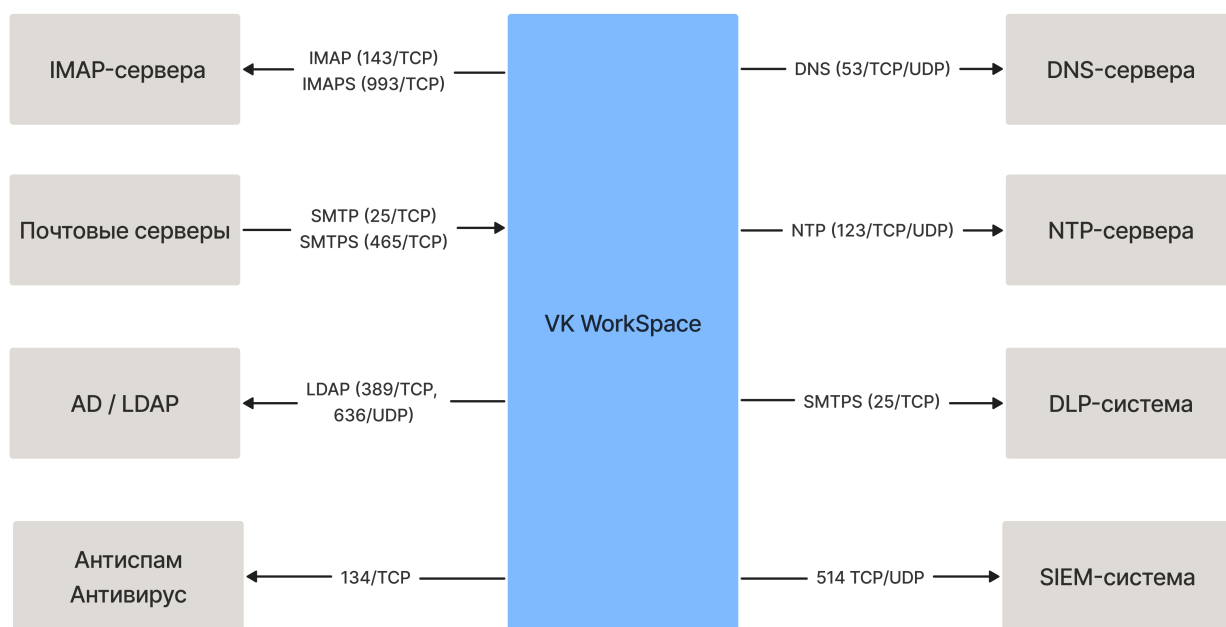 IMAP-сервера
IMAP (143/TCP)
IMAPS (993/TCP)
DNS (53/TCP/UDP)
DNS-сервера
Почтовые серверы
SMTP (25/TCP)
SMTPS (465/TCP)
NTP (123/TCP/UDP)
NTP-сервера
VK WorkSpace
AD / LDAP
LDAP (389/TCP,
636/UDP)
SMTPS (25/TCP)
DLP-система
Антиспам
Антивирус
134/TCP
514 TCP/UDP
SIEM-система